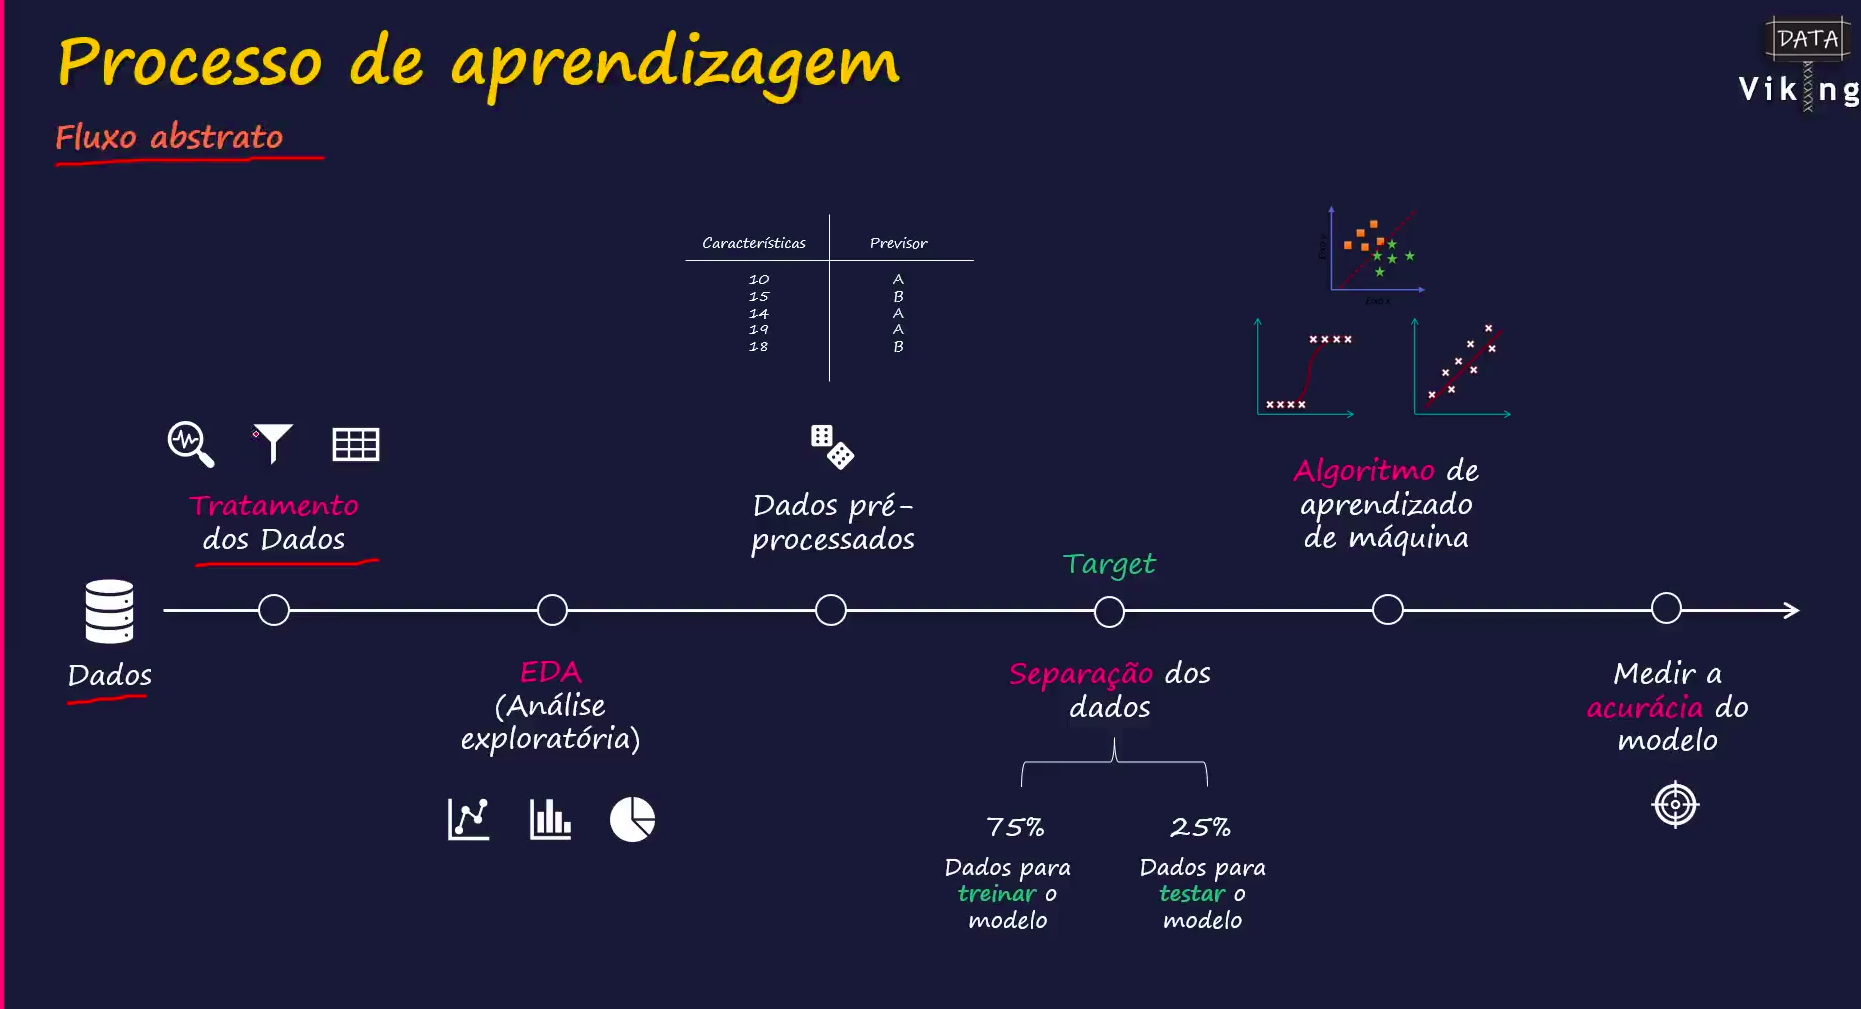 Processo de aprendizagem
DATA
Viking
Fluxo abstrato
Características Previsor
10 A
15 B
14 A
19 A
18 B
Eixo y
Eixo x
Tratamento
dos Dados
Dados pré-
processados
Target
Algoritmo de
aprendizado
de máquina
Dados
EDA
(Análise
exploratória)
Separação dos
dados
75%
Dados para
treinar o
modelo
25%
Dados para
testar o
modelo
Medir a
acurácia do
modelo